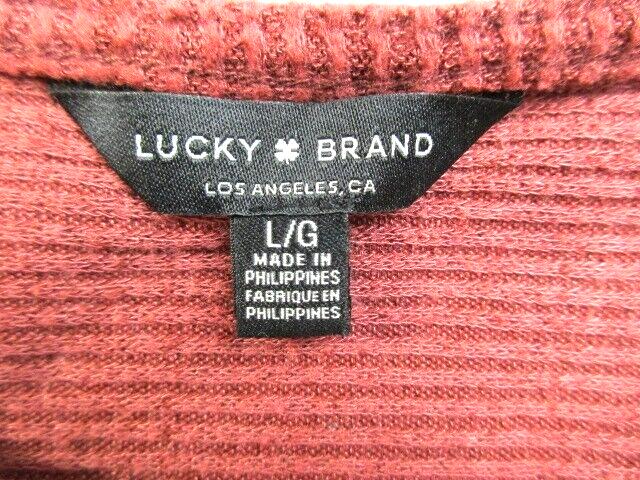 LUCKY BRAND
LOS ANGELES, CA
L/G
MADE IN
PHILIPPINES
FABRIQUE EN
PHILIPPINES